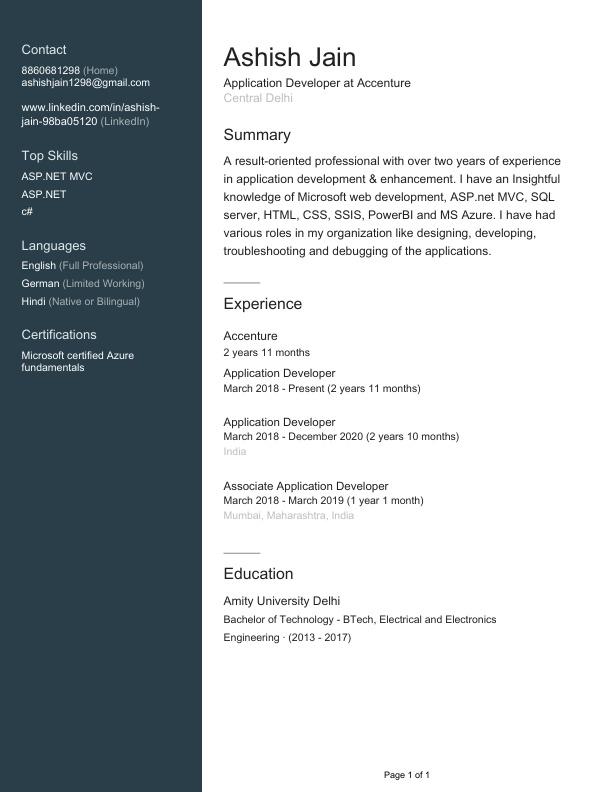 Contact
8860681298 (Home)
ashishjain1298@gmail.com
www.linkedin.com/in/ashish-
jain-98ba05120 (LinkedIn)
Top Skills
ASP.NET MVC
ASP.NET
c#
Languages
English (Full Professional)
German (Limited Working)
Hindi (Native or Bilingual)
Certifications
Microsoft certified Azure
fundamentals
Ashish Jain
Application Developer at Accenture
Central Delhi
Summary
A result-oriented professional with over two years of experience
in application development & enhancement. I have an Insightful
knowledge of Microsoft web development, ASP.net MVC, SQL
server, HTML, CSS, SSIS, PowerBI and MS Azure. I have had
various roles in my organization like designing, developing,
troubleshooting and debugging of the applications.
Experience
Accenture
2 years 11 months
Application Developer
March 2018 - Present (2 years 11 months)
Application Developer
March 2018 - December 2020 (2 years 10 months)
India
Associate Application Developer
March 2018 - March 2019 (1 year 1 month)
Mumbai, Maharashtra, India
Education
Amity University Delhi
Bachelor of Technology - BTech, Electrical and Electronics
Engineering · (2013 - 2017)
Page 1 of 1